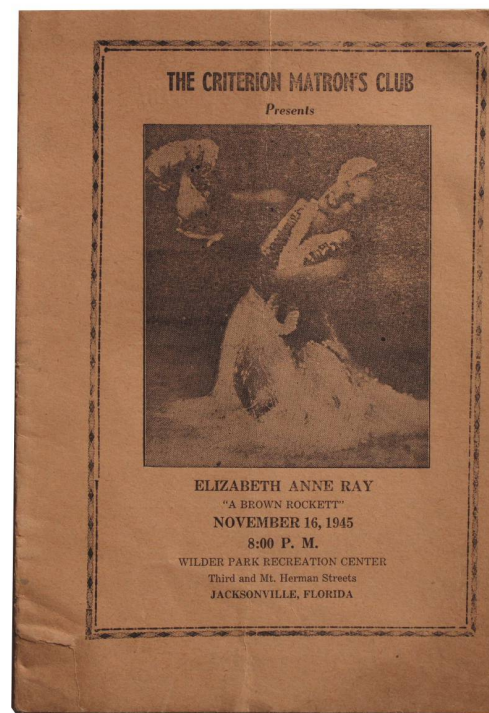 THE CRITERION MATRON'S CLUB
Presents
ELIZABETH ANNE RAY
"A BROWN ROCKETT"
NOVEMBER 16, 1945
8:00 P. M.
WILDER PARK RECREATION CENTER
Third and Mt. Herman Streets
JACKSONVILLE, FLORIDA